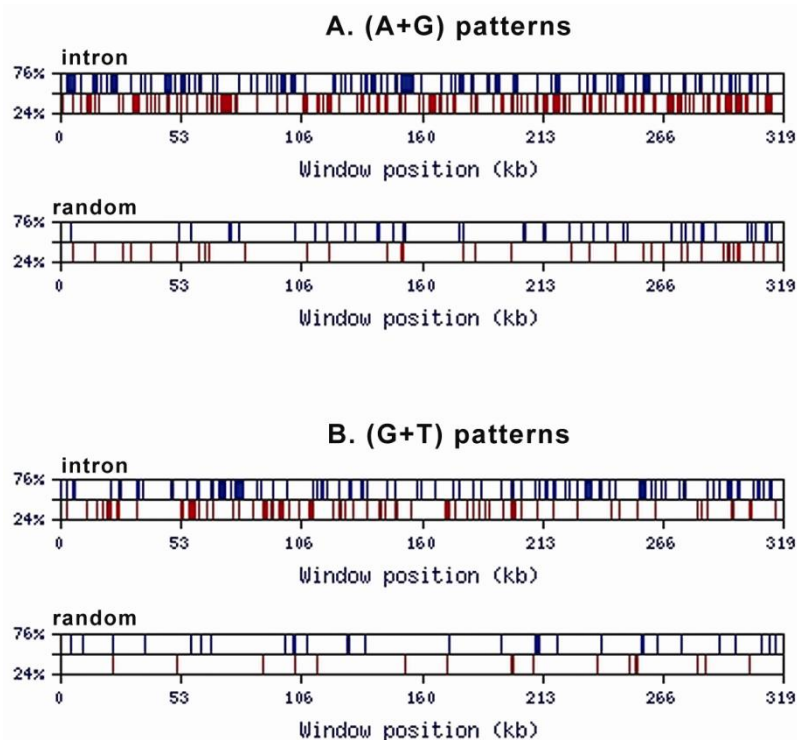 A. (A+G) patterns
intron
76%
24%
0 53 106 160 213 266 319
Window position (kb)
random
76%
24%
0 53 106 160 213 266 319
Window position (kb)
B. (G+T) patterns
intron
76%
24%
0 53 106 160 213 266 319
Window position (kb)
random
76%
24%
0 53 106 160 213 266 319
Window position (kb)